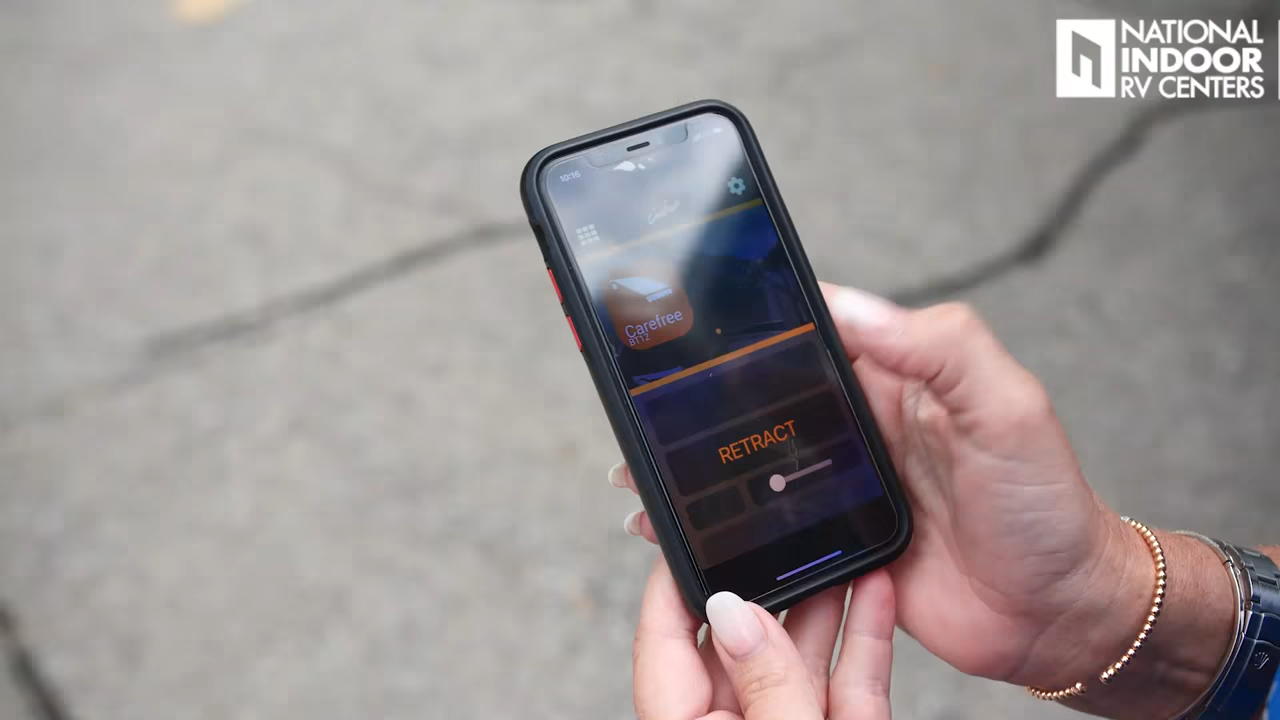 NATIONAL
INDOOR
RV CENTERS
10:16
Carefree
BT12
RETRACT